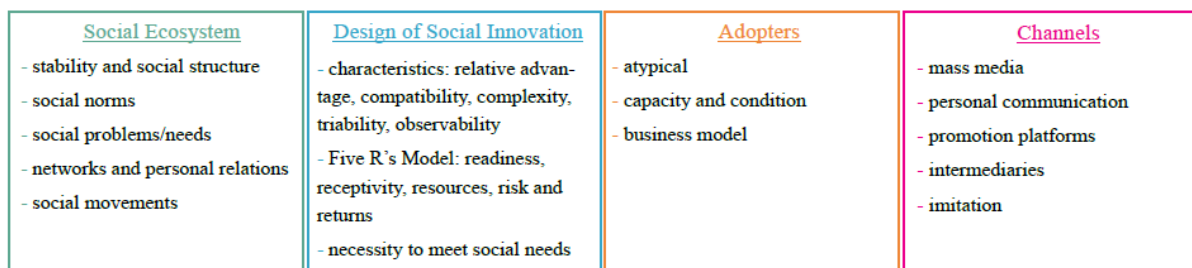 Social Ecosystem
- stability and social structure
- social norms
- social problems/needs
- networks and personal relations
- social movements
Design of Social Innovation
- characteristics: relative advan-
tage, compatibility, complexity,
triability, observability
- Five R's Model: readiness,
receptivity, resources, risk and
returns
- necessity to meet social needs
Adopters
- atypical
- capacity and condition
- business model
Channels
- mass media
- personal communication
- promotion platforms
- intermediaries
- imitation